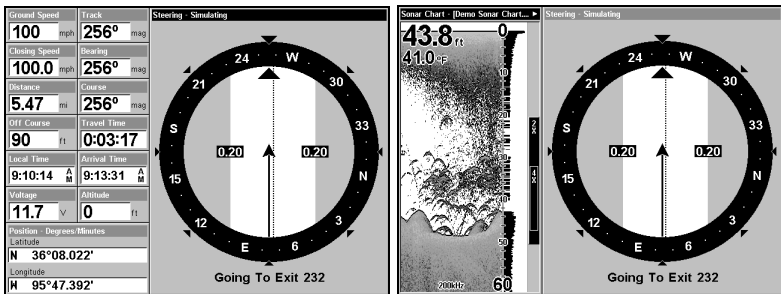 Ground Speed Track
100 mph 256° mag
Closing Speed Bearing
100.0 mph 256° mag
Distance Course
5.47 mi 256° mag
Off Course Travel Time
90 ft 0:03:17
Local Time Arrival Time
9:10:14 AM 9:13:31 AM
Voltage Altitude
11.7 V 0 ft
Position - Degrees/Minutes
Latitude
N 36°08.022'
Longitude
W 95°47.392'
Steering - Simulating
24 W 30 33 N 3 6 E 12 15 S 21
0.20 0.20
Going To Exit 232
Sonar Chart - [Demo Sonar Chart....
43.8 ft
41.0 °F
0
10
50
60
200kHz
2x
4x
Steering - Simulating
24 W 30 33 N 3 6 E 12 15 S 21
0.20 0.20
Going To Exit 232